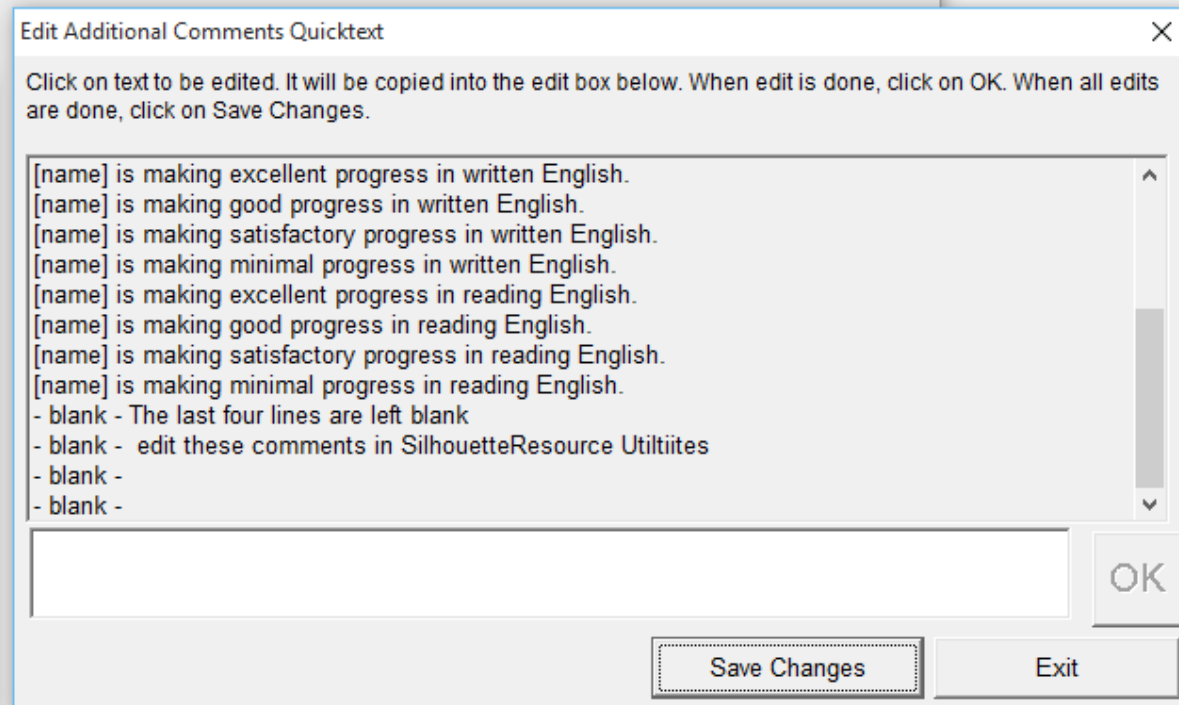 Edit Additional Comments Quicktext
Click on text to be edited. It will be copied into the edit box below. When edit is done, click on OK. When all edits
are done, click on Save Changes.
[name] is making excellent progress in written English.
[name] is making good progress in written English.
[name] is making satisfactory progress in written English.
[name] is making minimal progress in written English.
[name] is making excellent progress in reading English.
[name] is making good progress in reading English.
[name] is making satisfactory progress in reading English.
[name] is making minimal progress in reading English.
- blank - The last four lines are left blank
- blank -  edit these comments in SilhouetteResource Utiltiites
- blank -
- blank -
OK
Save Changes
Exit